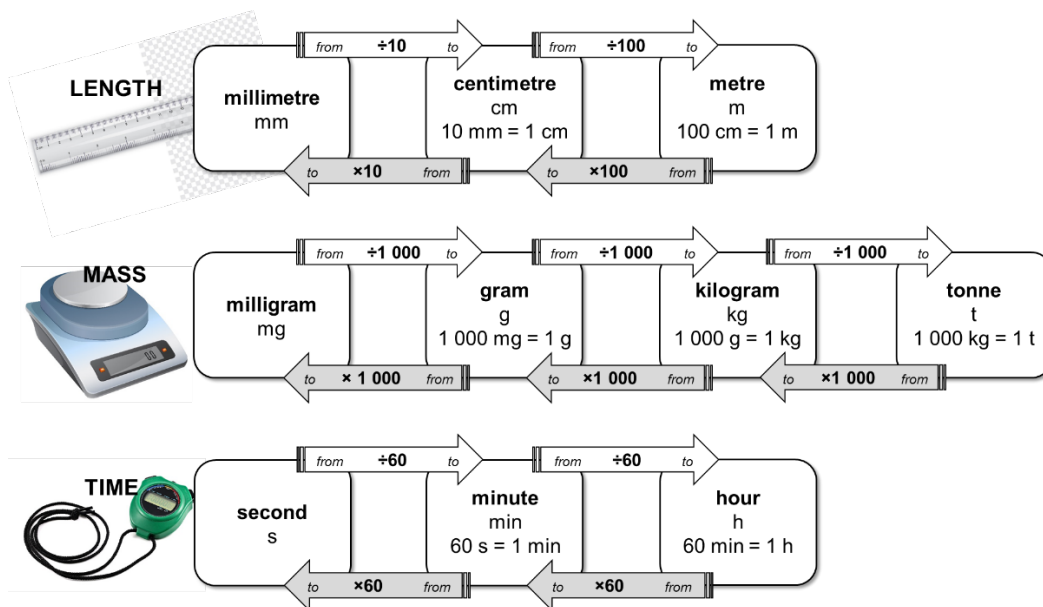 from ÷10 to
from ÷100 to
LENGTH
millimetre
mm
centimetre
cm
10 mm = 1 cm
metre
m
100 cm = 1 m
to ×10 from
to ×100 from
from ÷1 000 to
from ÷1 000 to
from ÷1 000 to
MASS
milligram
mg
gram
g
1 000 mg = 1 g
kilogram
kg
1 000 g = 1 kg
tonne
t
1 000 kg = 1 t
to × 1 000 from
to ×1 000 from
to ×1 000 from
from ÷60 to
from ÷60 to
TIME
second
s
minute
min
60 s = 1 min
hour
h
60 min = 1 h
to ×60 from
to ×60 from